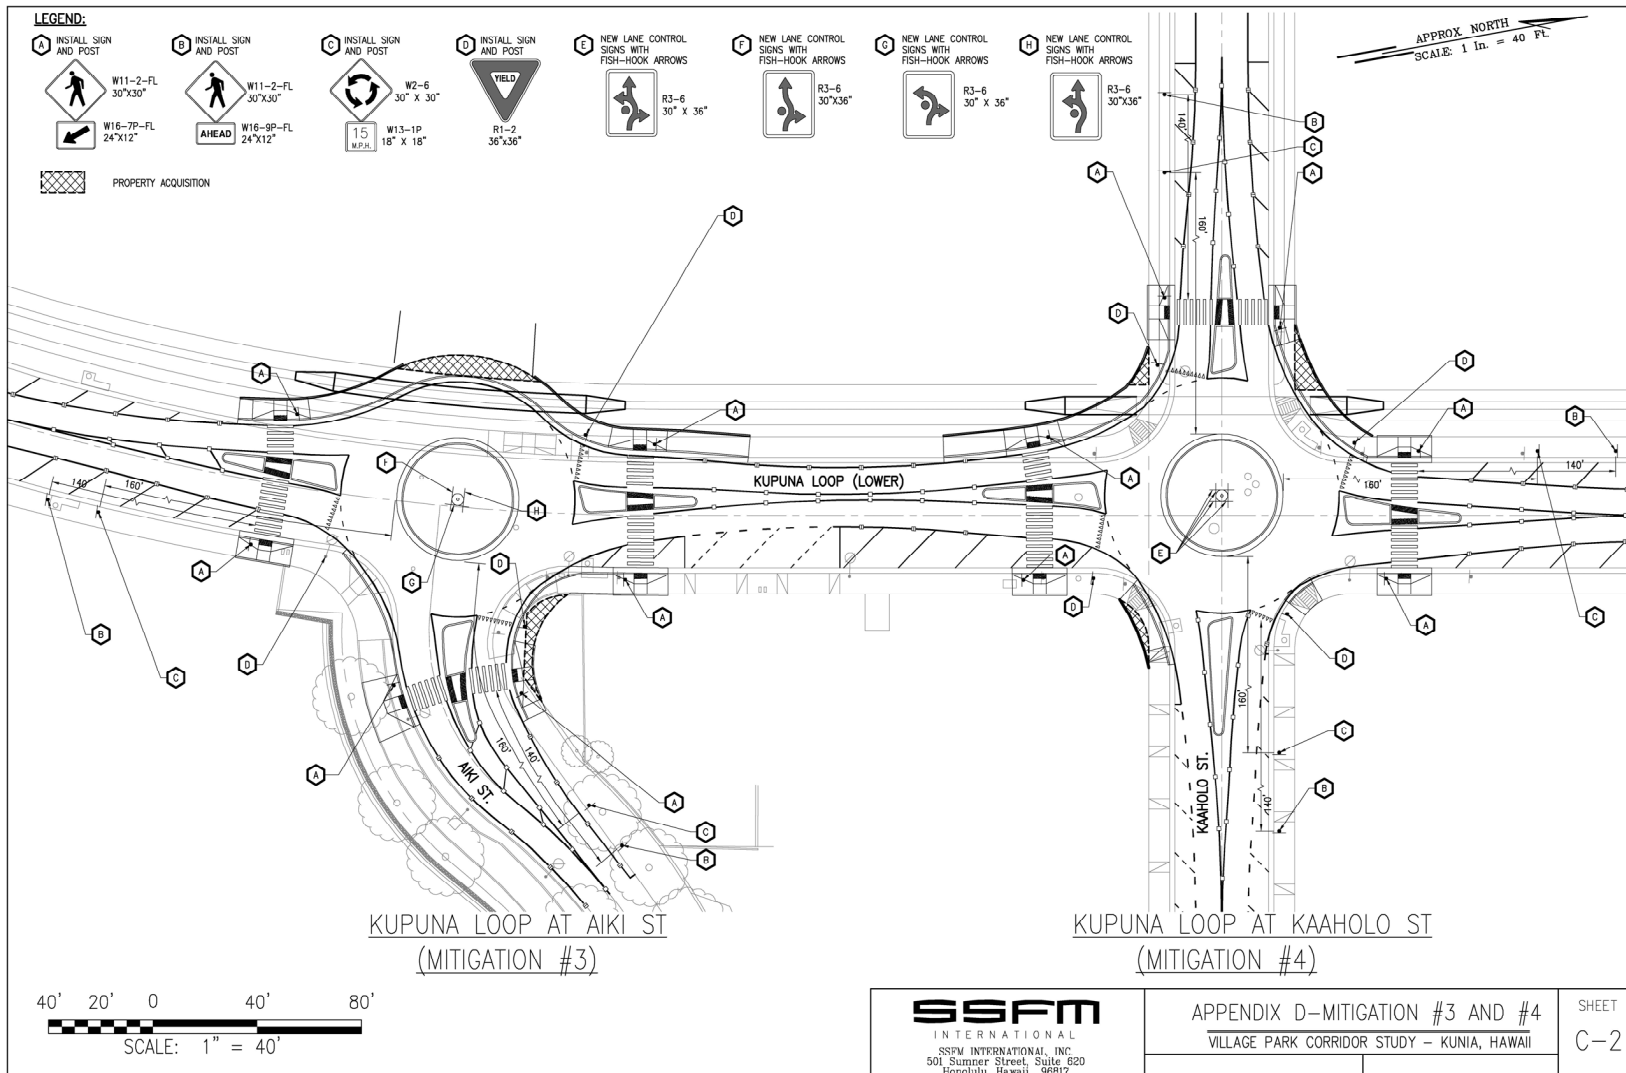 LEGEND:
A INSTALL SIGN
AND POST
W11-2-FL
30"X30"
W16-7P-FL
24"X12"
B INSTALL SIGN
AND POST
W11-2-FL
30"X30"
AHEAD
W16-9P-FL
24"X12"
C INSTALL SIGN
AND POST
W2-6
30" X 30"
15
M.P.H.
W13-1P
18" X 18"
D INSTALL SIGN
AND POST
YIELD
R1-2
36"x36"
E NEW LANE CONTROL
SIGNS WITH
FISH-HOOK ARROWS
R3-6
30" X 36"
F NEW LANE CONTROL
SIGNS WITH
FISH-HOOK ARROWS
R3-6
30"X36"
G NEW LANE CONTROL
SIGNS WITH
FISH-HOOK ARROWS
R3-6
30" X 36"
H NEW LANE CONTROL
SIGNS WITH
FISH-HOOK ARROWS
R3-6
30"X36"
PROPERTY ACQUISITION
APPROX NORTH
SCALE: 1 In. = 40 Ft.
B
140'
C
A
A
160'
D
D
D
A
A
A
B
A
F
140'
160'
KUPUNA LOOP (LOWER)
A
140'
160'
H
E
A
A
D
G
D
A
A
C
B
C
D
D
160'
C
A
AIKI ST.
160'
140'
A
C
B
KAAHOLO ST.
140'
B
KUPUNA LOOP AT AIKI ST
(MITIGATION #3)
KUPUNA LOOP AT KAAHOLO ST
(MITIGATION #4)
40' 20' 0 40' 80'
SCALE: 1" = 40'
SSFM
INTERNATIONAL
SSFM INTERNATIONAL, INC.
501 Sumner Street, Suite 620
Honolulu, Hawaii 96817
APPENDIX D-MITIGATION #3 AND #4
VILLAGE PARK CORRIDOR STUDY - KUNIA, HAWAII
SHEET
C-2